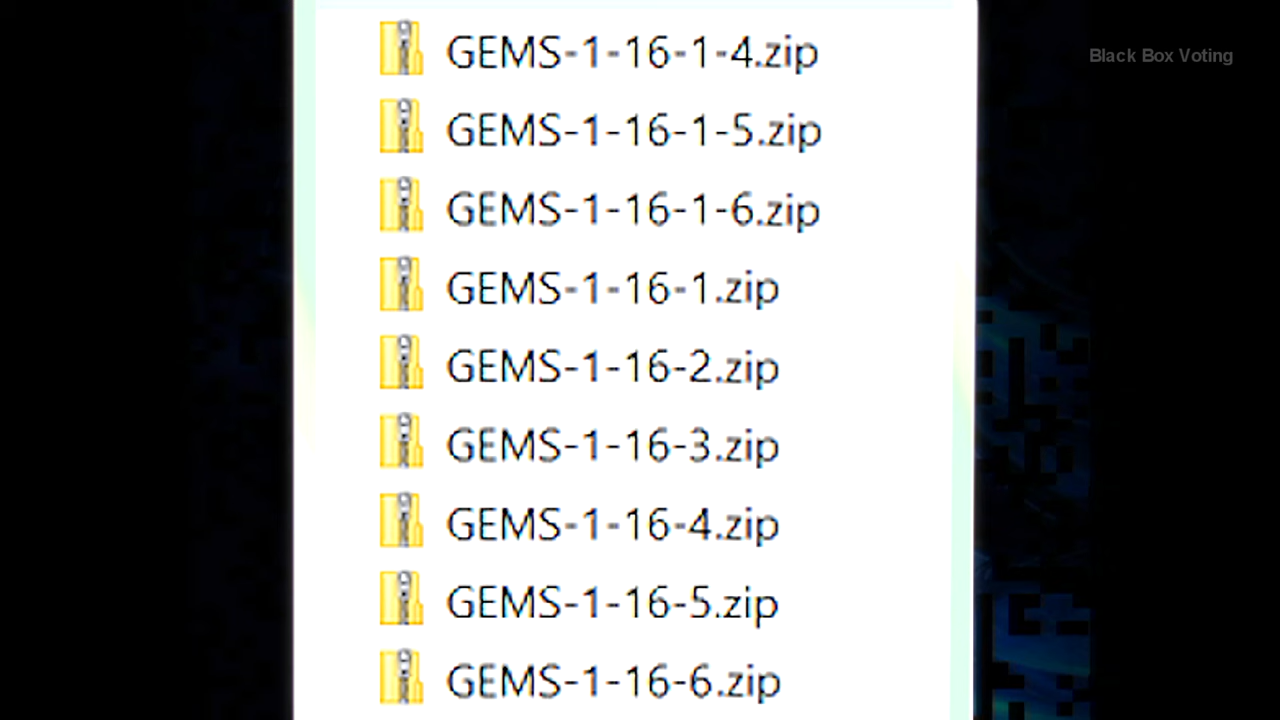 GEMS-1-16-1-4.zip
Black Box Voting
GEMS-1-16-1-5.zip
GEMS-1-16-1-6.zip
GEMS-1-16-1.zip
GEMS-1-16-2.zip
GEMS-1-16-3.zip
GEMS-1-16-4.zip
GEMS-1-16-5.zip
GEMS-1-16-6.zip